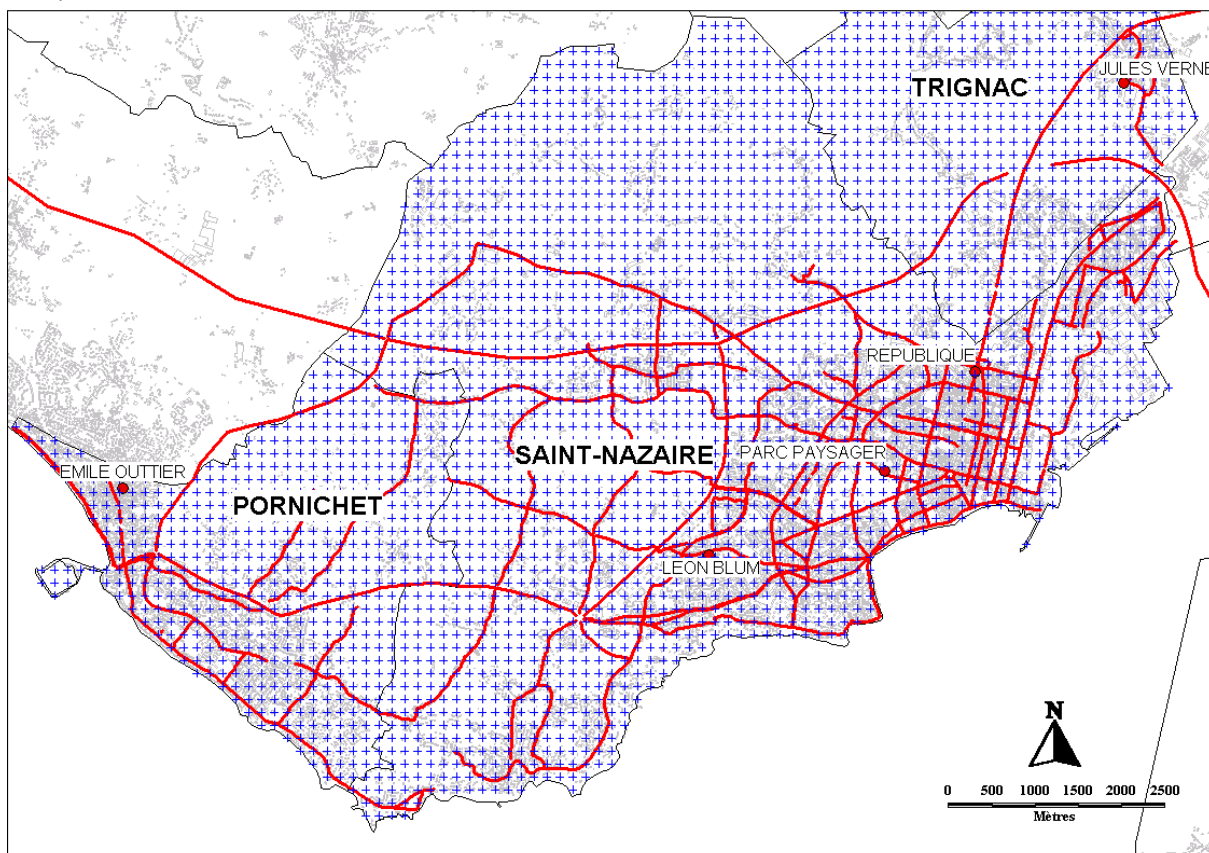 JULES VERNE
TRIGNAC
REPUBLIQUE
SAINT-NAZAIRE
PARC PAYSAGER
EMILE OUTTIER
PORNICHET
LEON BLUM
N
0 500 1000 1500 2000 2500
Mètres